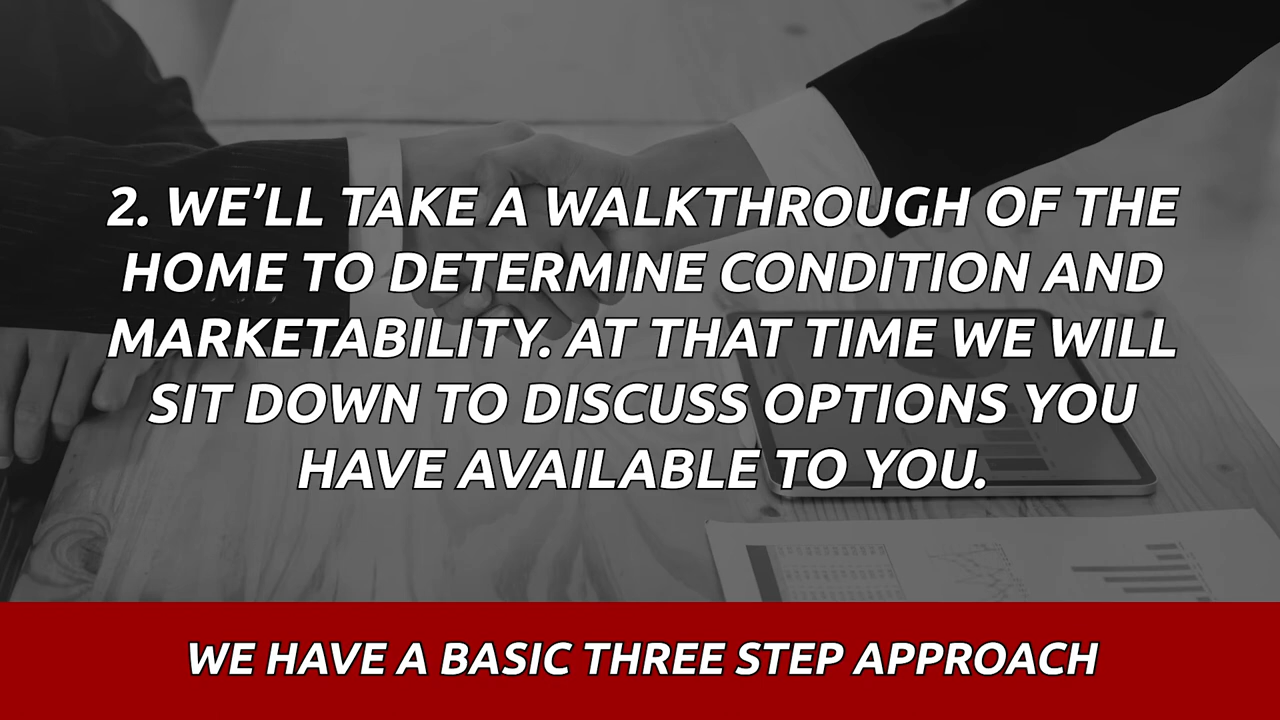 2. WE’LL TAKE A WALKTHROUGH OF THE
HOME TO DETERMINE CONDITION AND
MARKETABILITY. AT THAT TIME WE WILL
SIT DOWN TO DISCUSS OPTIONS YOU
HAVE AVAILABLE TO YOU.
WE HAVE A BASIC THREE STEP APPROACH